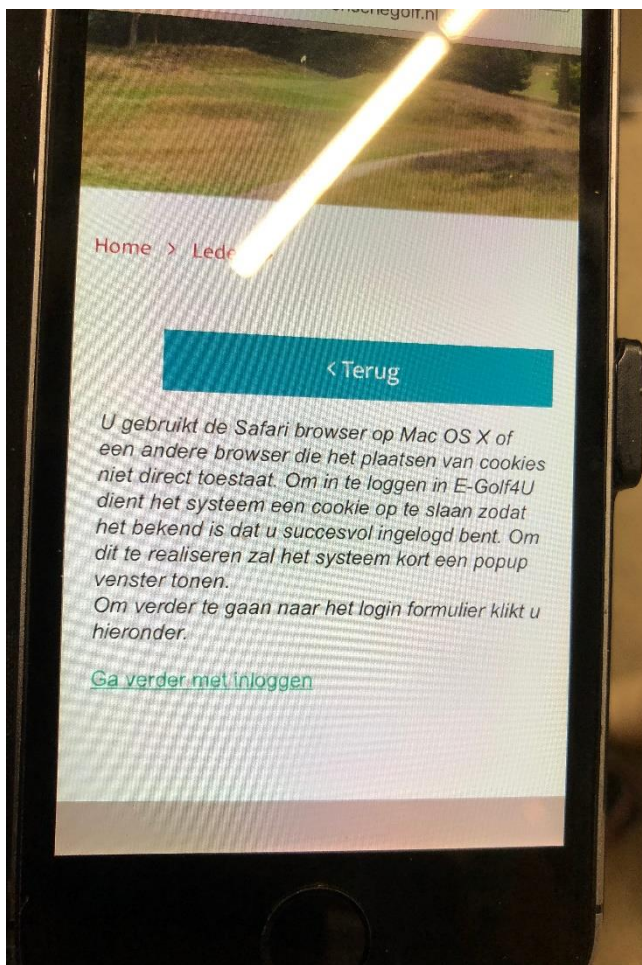 Home >
< Terug
U gebruikt de Safari browser op Mac OS X of
een andere browser die het plaatsen van cookies
niet direct toestaat. Om in te loggen in E-Golf4U
dient het systeem een cookie op te slaan zodat
het bekend is dat u succesvol ingelogd bent. Om
dit te realiseren zal het systeem kort een popup
venster tonen.
Om verder te gaan naar het login formulier klikt u
hieronder.
Ga verder met inloggen